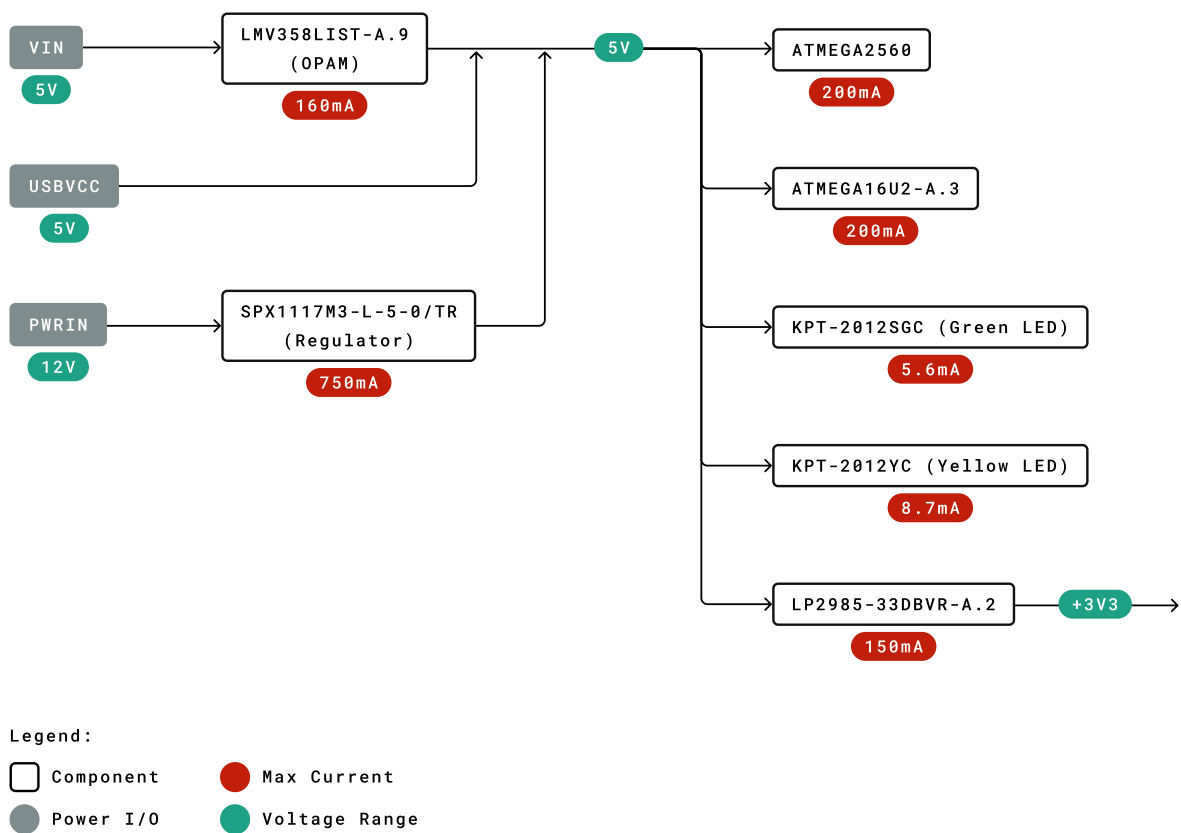 VIN
5V
LMV358LIST-A.9
(OPAM)
160mA
5V
ATMEGA2560
200mA
USBVCC
5V
ATMEGA16U2-A.3
200mA
PWRIN
12V
SPX1117M3-L-5-0/TR
(Regulator)
750mA
KPT-2012SGC (Green LED)
5.6mA
KPT-2012YC (Yellow LED)
8.7mA
LP2985-33DBVR-A.2
150mA
+3V3
Legend:
Component
Max Current
Power I/O
Voltage Range